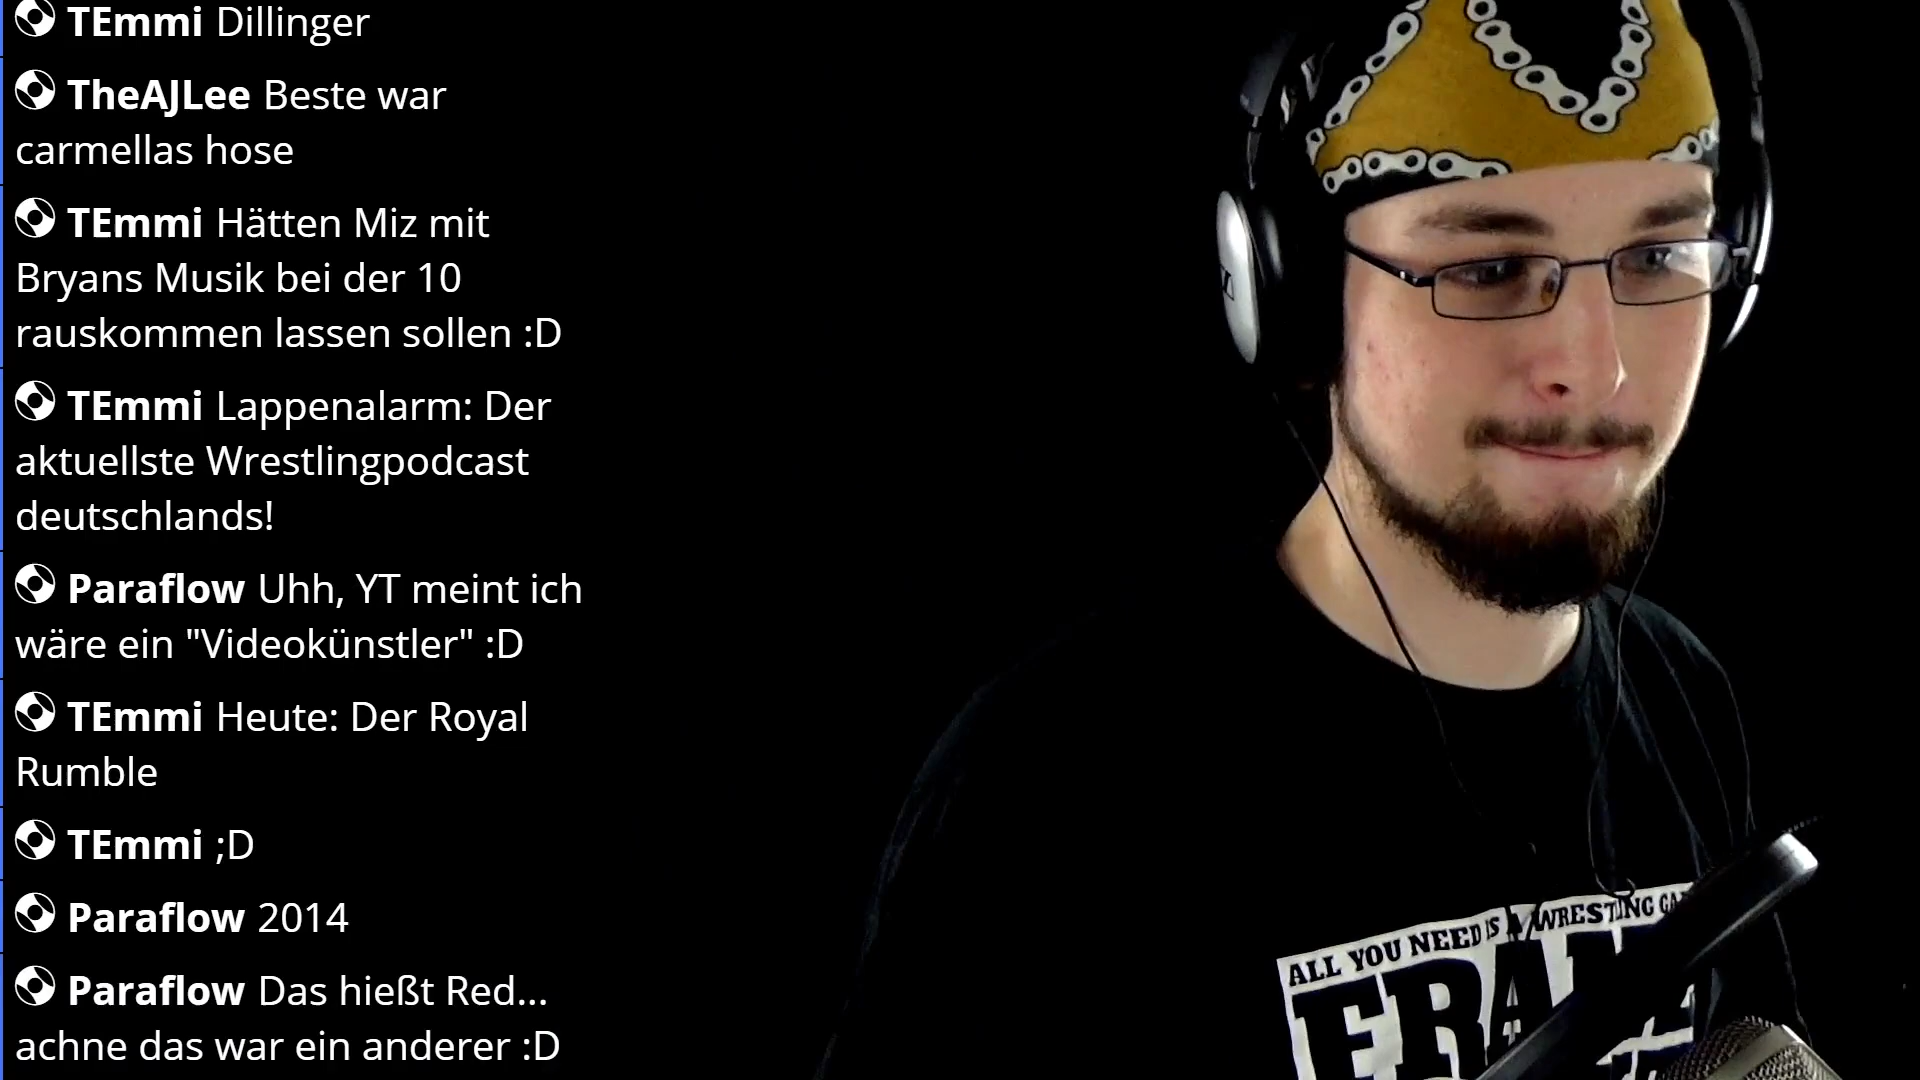 TEmmi Dillinger
TheAJLee Beste war
carmellas hose
TEmmi Hätten Miz mit
Bryans Musik bei der 10
rauskommen lassen sollen :D
TEmmi Lappenalarm: Der
aktuellste Wrestlingpodcast
deutschlands!
Paraflow Uhh, YT meint ich
wäre ein "Videokünstler" :D
TEmmi Heute: Der Royal
Rumble
TEmmi ;D
Paraflow 2014
Paraflow Das hießt Red...
achne das war ein anderer :D
ALL YOU NEED IS A WRESTLING